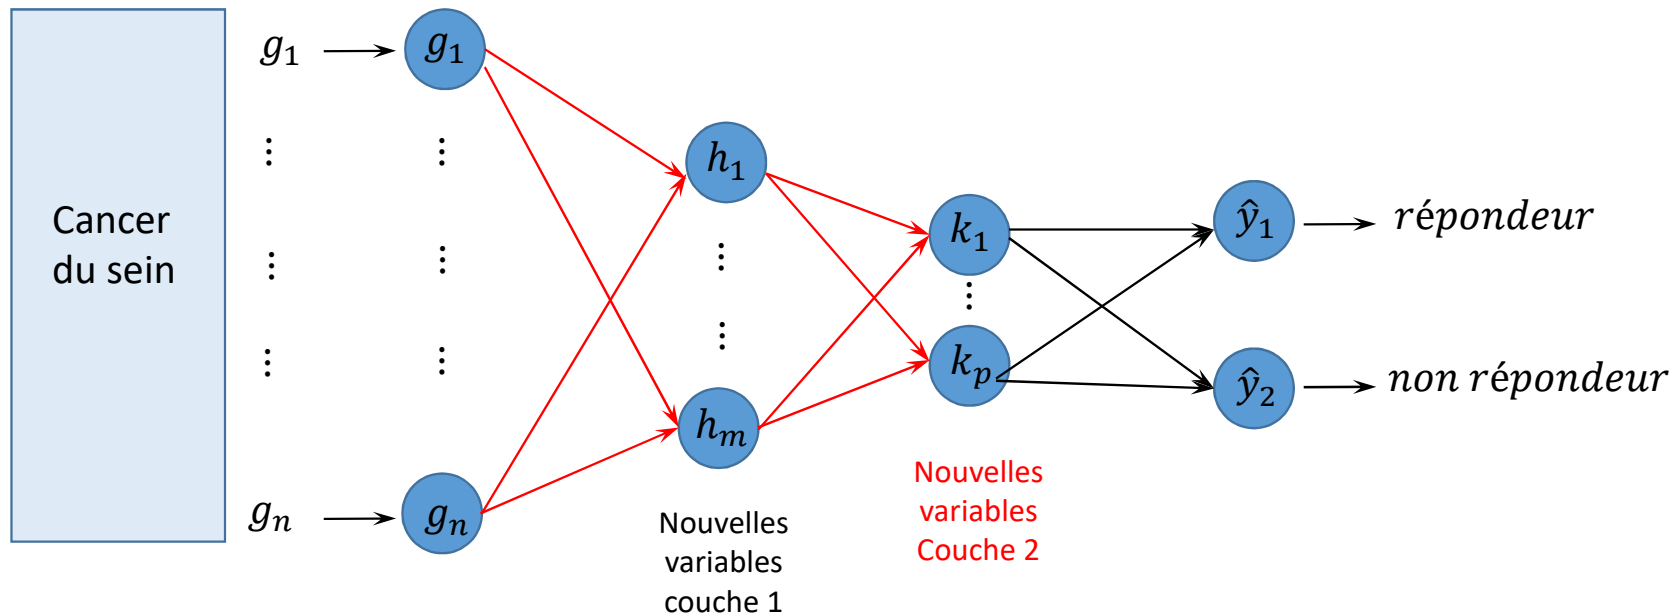 Cancer
du sein
g₁
g₁
⋮ ⋮
⋮ ⋮
⋮ ⋮
gₙ
gₙ
h₁
⋮
⋮
hₘ
Nouvelles
variables
couche 1
k₁
⋮
kₚ
Nouvelles
variables
Couche 2
ŷ₁
répondeur
ŷ₂
non répondeur